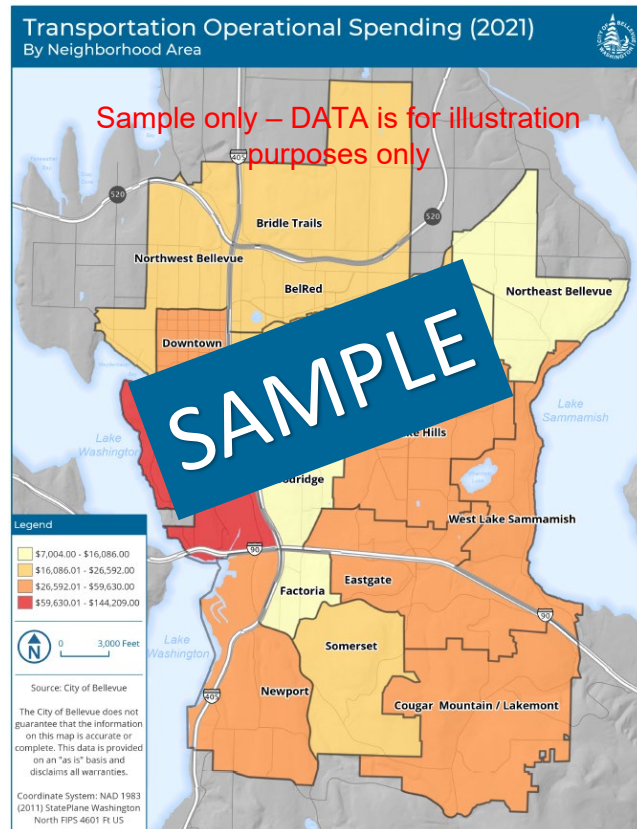 Transportation Operational Spending (2021)
By Neighborhood Area
CITY OF BELLEVUE
WASHINGTON
Sample only – DATA is for illustration
purposes only
405
520
520
Bridle Trails
Northwest Bellevue
BelRed
Northeast Bellevue
Downtown
SAMPLE
Lake
Sammamish
Lake
Washington
Hills
West Lake Sammamish
90
Eastgate
Factoria
90
Somerset
Lake
Washington
Newport
405
Cougar Mountain / Lakemont
Legend
$7,004.00 - $16,086.00
$16,086.01 - $26,592.00
$26,592.01 - $59,630.00
$59,630.01 - $144,209.00
N
0 3,000 Feet
Source: City of Bellevue
The City of Bellevue does not
guarantee that the information
on this map is accurate or
complete. This data is provided
on an "as is" basis and
disclaims all warranties.
Coordinate System: NAD 1983
(2011) StatePlane Washington
North FIPS 4601 Ft US